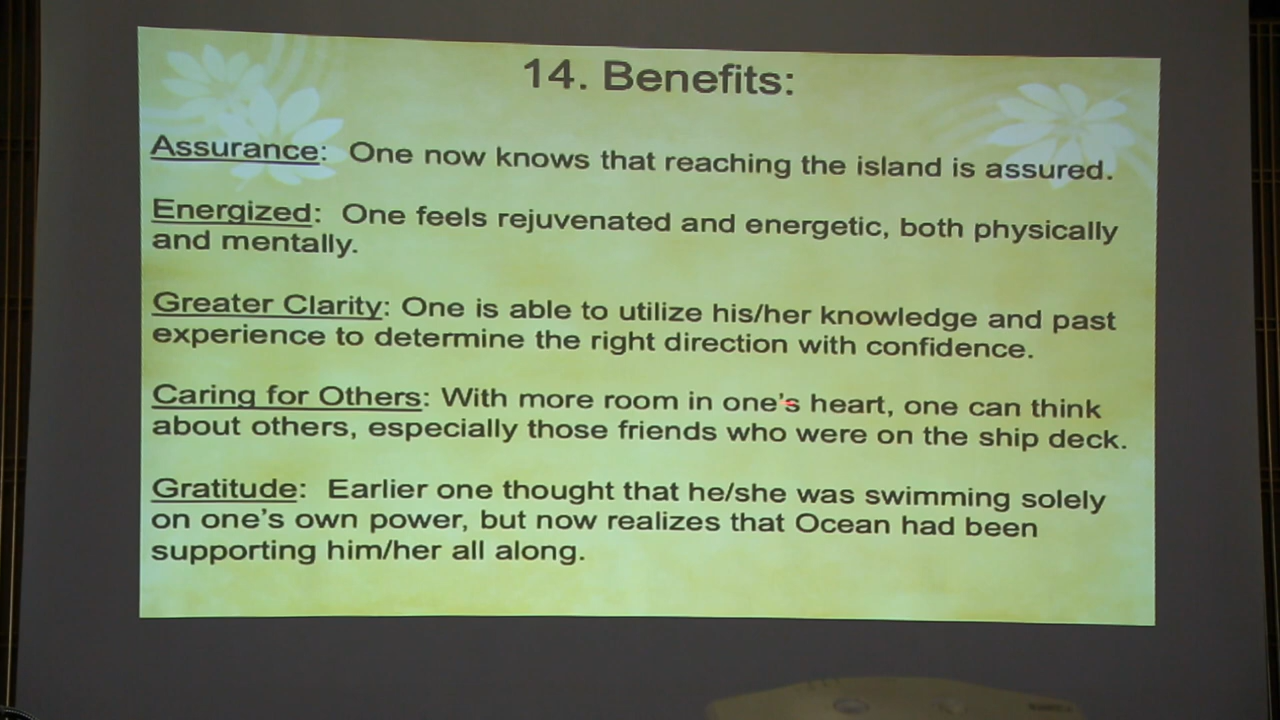 14. Benefits:
Assurance: One now knows that reaching the island is assured.
Energized: One feels rejuvenated and energetic, both physically
and mentally.
Greater Clarity: One is able to utilize his/her knowledge and past
experience to determine the right direction with confidence.
Caring for Others: With more room in one's heart, one can think
about others, especially those friends who were on the ship deck.
Gratitude: Earlier one thought that he/she was swimming solely
on one's own power, but now realizes that Ocean had been
supporting him/her all along.